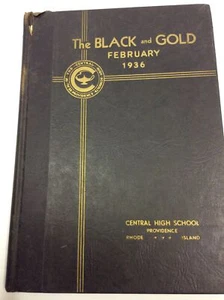 The BLACK and GOLD
FEBRUARY
1936
CENTRAL HIGH SCHOOL
PROVIDENCE
RHODE ISLAND